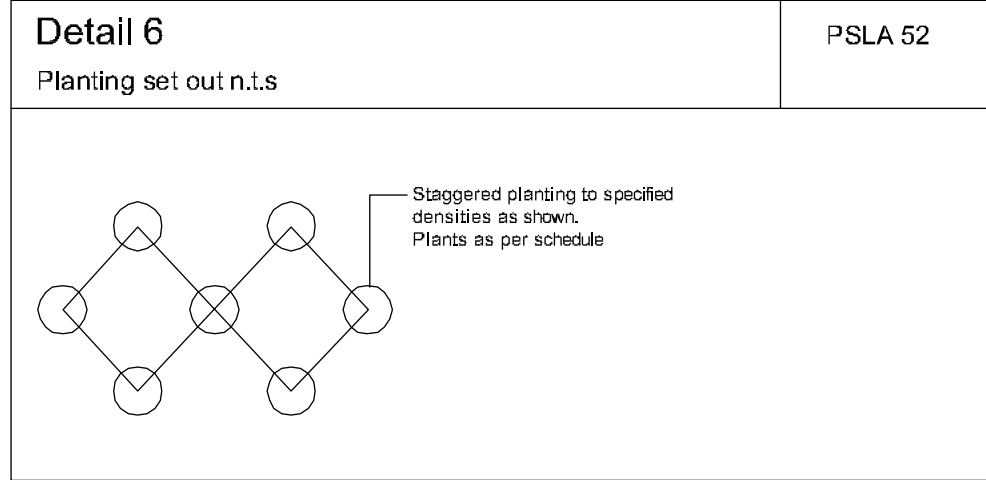 Detail 6
PSLA 52
Planting set out n.t.s
Staggered planting to specified
densities as shown.
Plants as per schedule